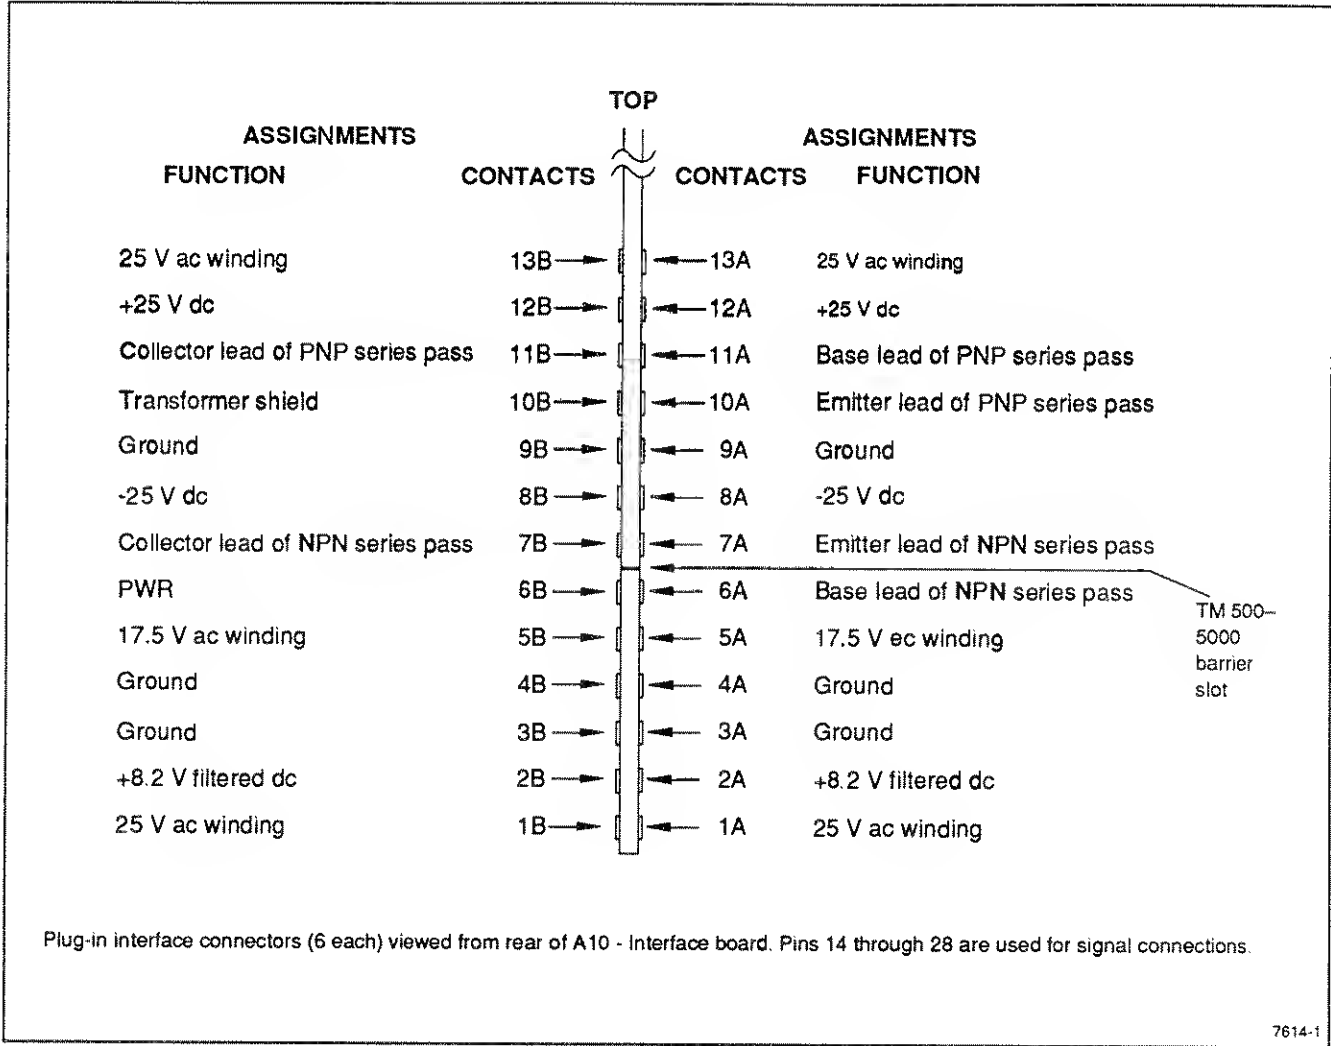 TOP
ASSIGNMENTS ASSIGNMENTS
FUNCTION CONTACTS CONTACTS FUNCTION
25 V ac winding 13B 13A 25 V ac winding
+25 V dc 12B 12A +25 V dc
Collector lead of PNP series pass 11B 11A Base lead of PNP series pass
Transformer shield 10B 10A Emitter lead of PNP series pass
Ground 9B 9A Ground
-25 V dc 8B 8A -25 V dc
Collector lead of NPN series pass 7B 7A Emitter lead of NPN series pass
PWR 6B 6A Base lead of NPN series pass
TM 500–
5000
barrier
slot
17.5 V ac winding 5B 5A 17.5 V ec winding
Ground 4B 4A Ground
Ground 3B 3A Ground
+8.2 V filtered dc 2B 2A +8.2 V filtered dc
25 V ac winding 1B 1A 25 V ac winding
Plug-in interface connectors (6 each) viewed from rear of A10 - Interface board. Pins 14 through 28 are used for signal connections.
7614-1